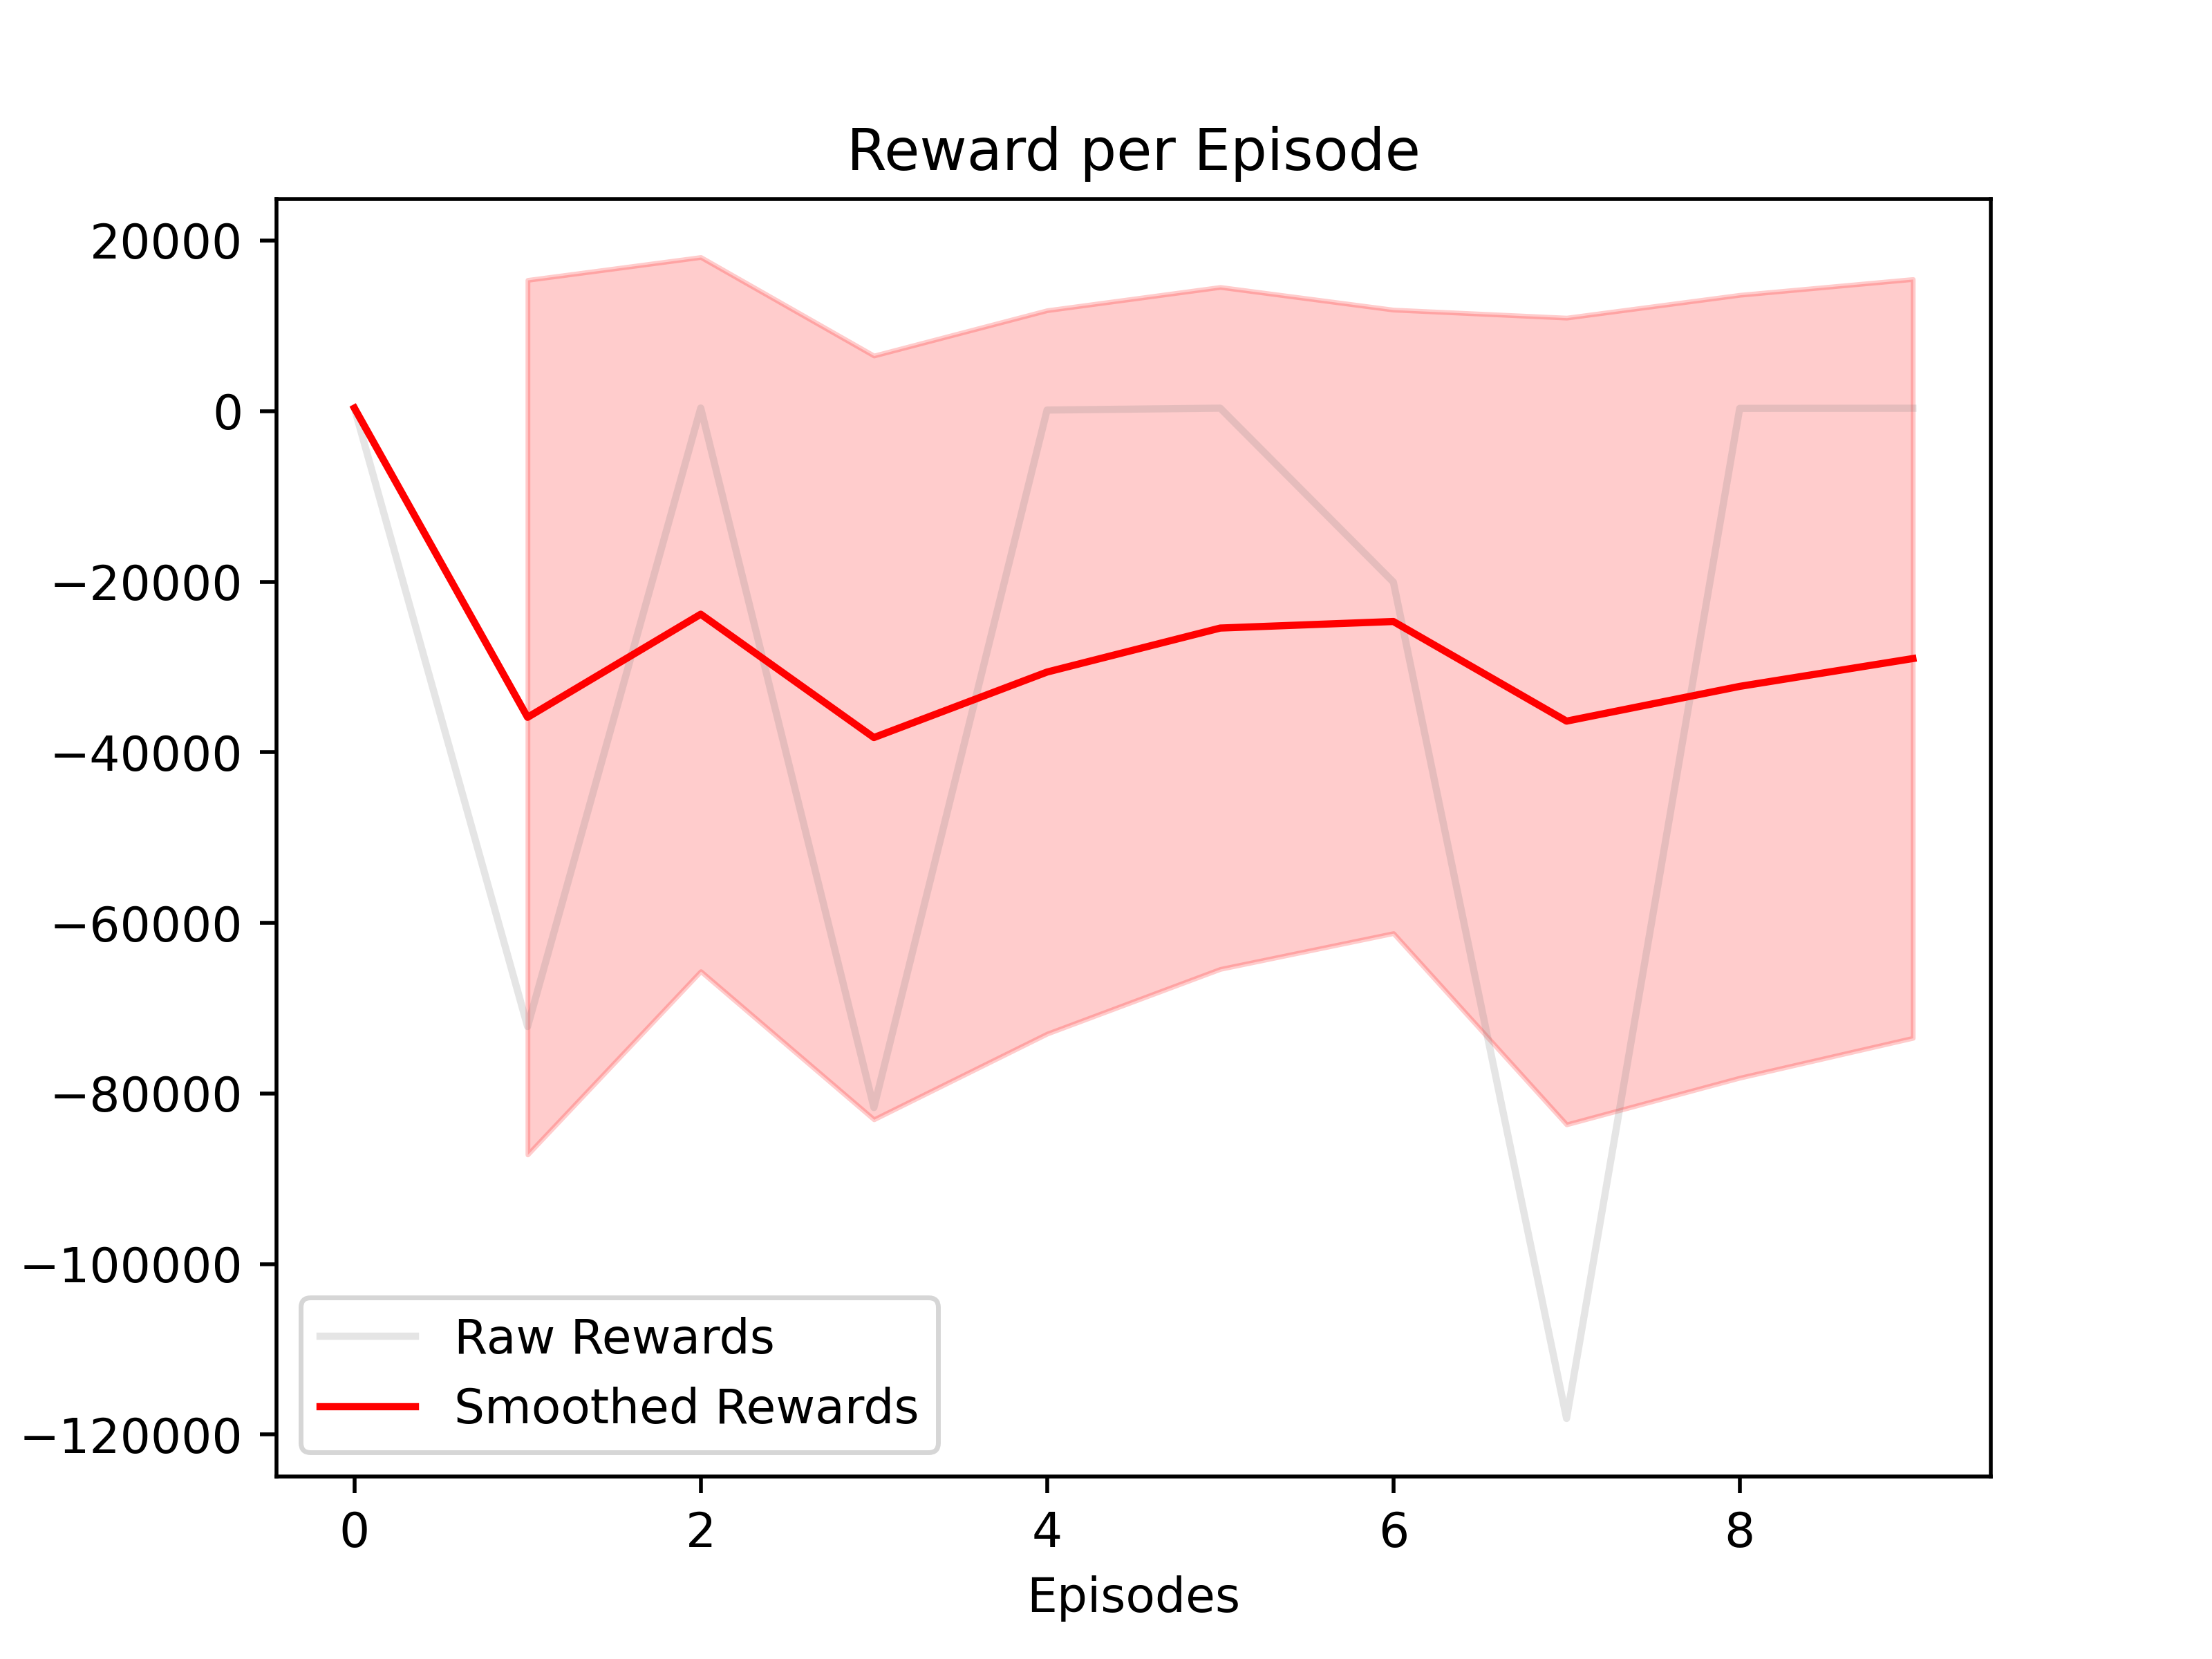 Reward per Episode
20000
0
−20000
−40000
−60000
−80000
−100000
−120000
Raw Rewards
Smoothed Rewards
0 2 4 6 8
Episodes